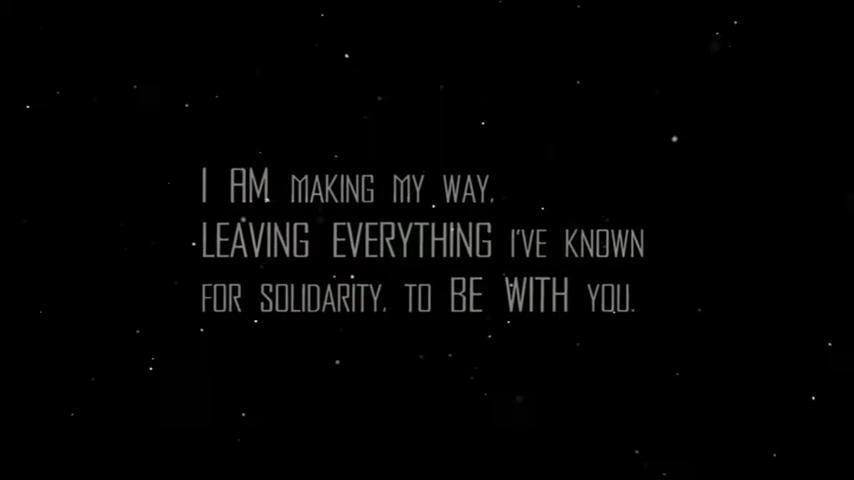 I AM MAKING MY WAY,
LEAVING EVERYTHING I'VE KNOWN
FOR SOLIDARITY, TO BE WITH YOU.